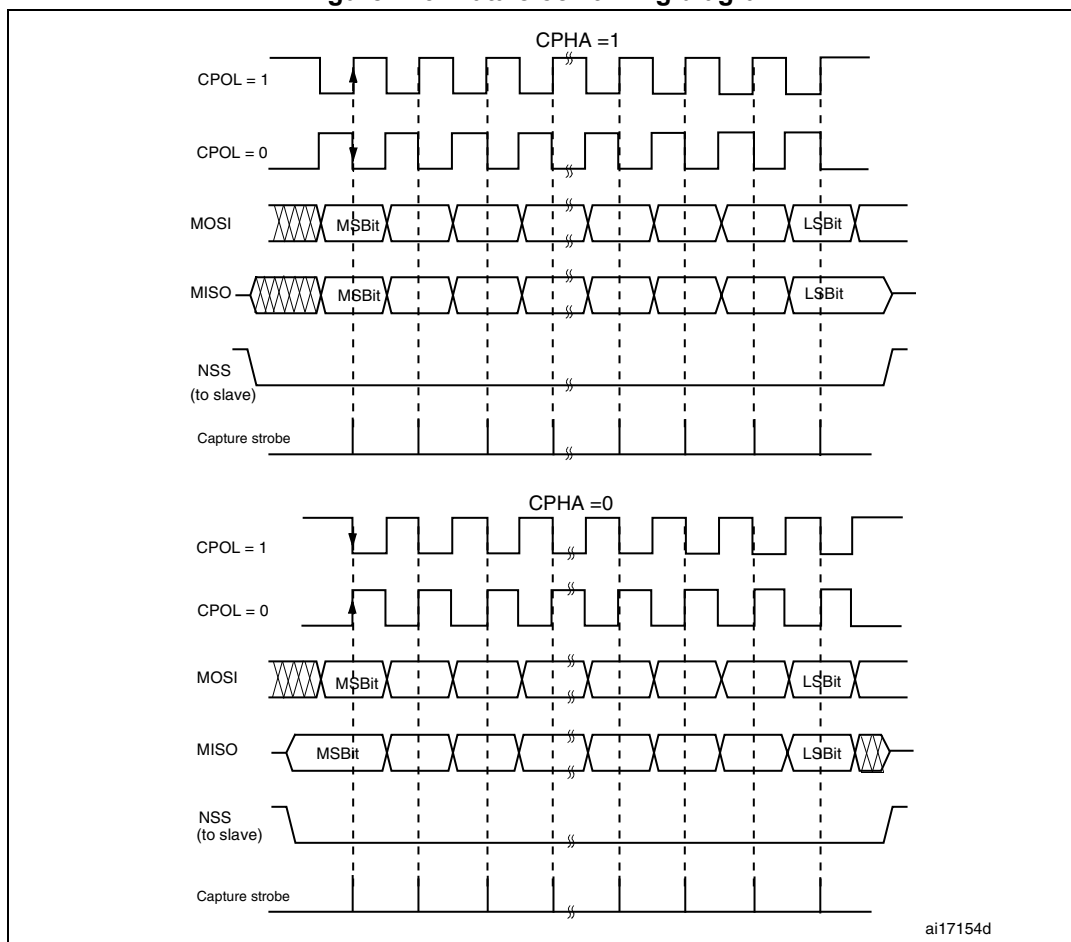 CPHA =1
CPOL = 1
CPOL = 0
MOSI
MSBit
LSBit
MISO
MSBit
LSBit
NSS
(to slave)
Capture strobe
CPHA =0
CPOL = 1
CPOL = 0
MOSI
MSBit
LSBit
MISO
MSBit
LSBit
NSS
(to slave)
Capture strobe
ai17154d